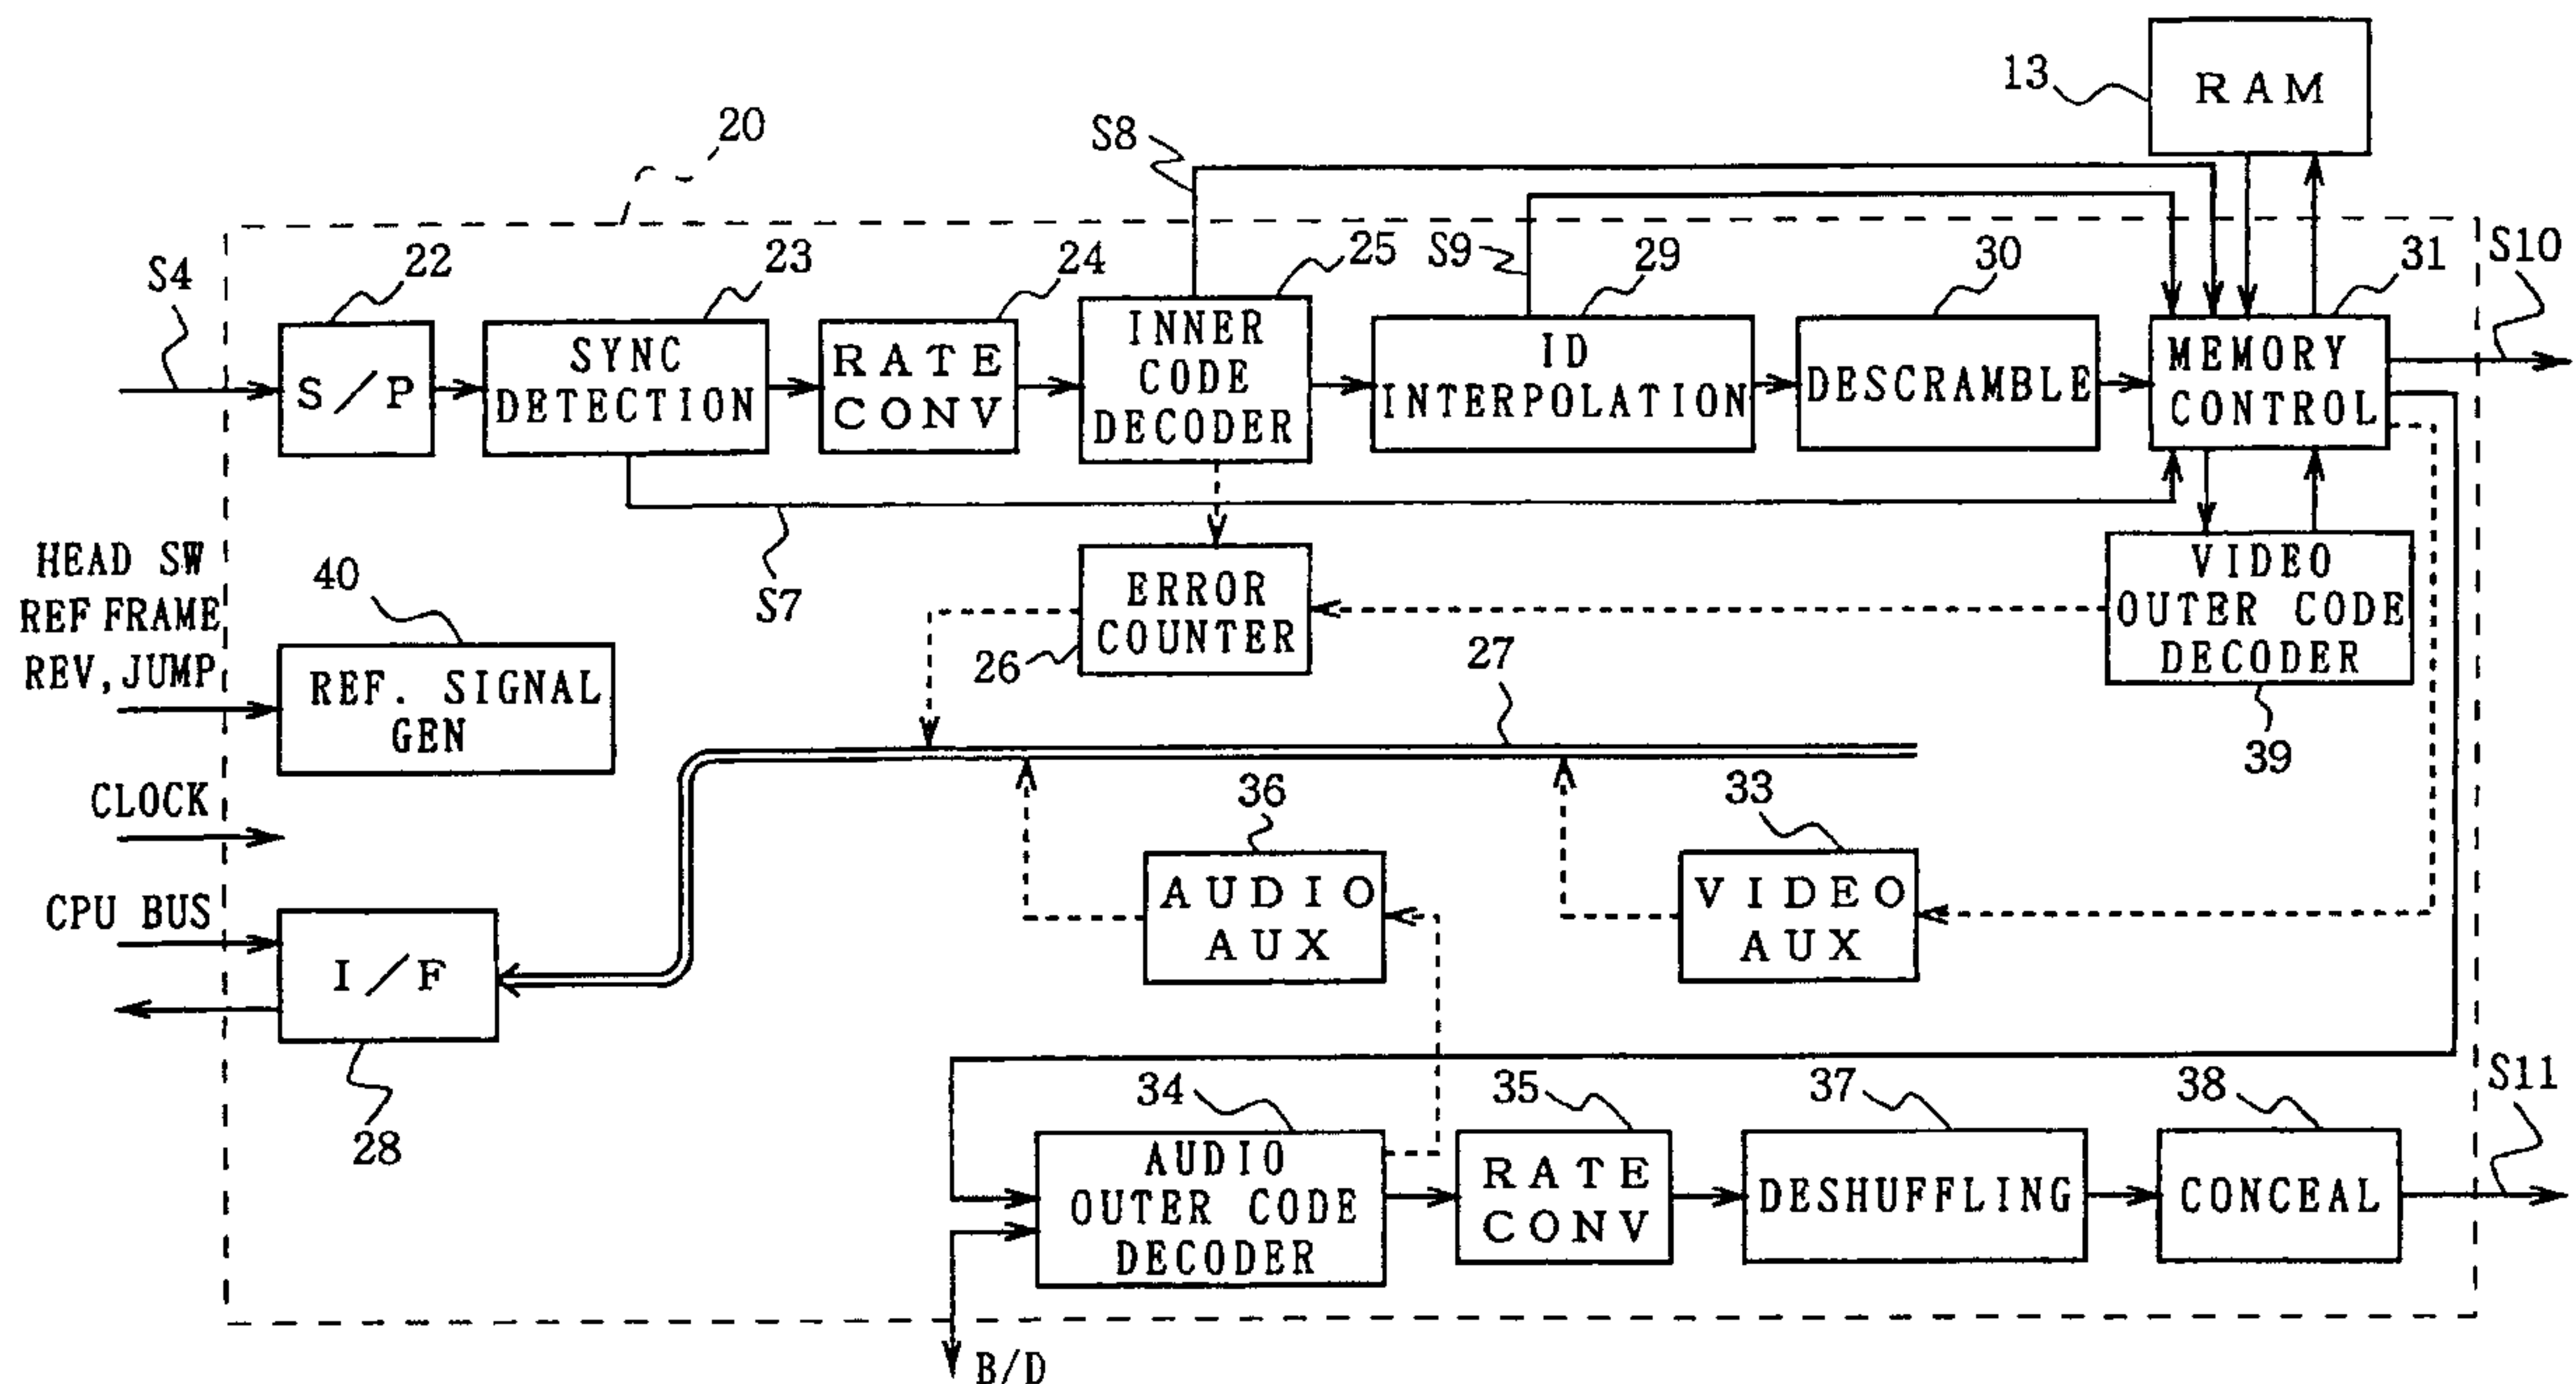 13
RAM
20
S8
S4
22
23
24
25
S9
29
30
31
S10
S/P
SYNC
DETECTION
RATE
CONV
INNER
CODE
DECODER
ID
INTERPOLATION
DESCRAMBLE
MEMORY
CONTROL
S7
HEAD SW
REF FRAME
REV, JUMP
40
REF. SIGNAL
GEN
ERROR
COUNTER
26
27
VIDEO
OUTER CODE
DECODER
39
CLOCK
36
33
CPU BUS
I/F
28
AUDIO
AUX
VIDEO
AUX
34
35
37
38
S11
AUDIO
OUTER CODE
DECODER
RATE
CONV
DESHUFFLING
CONCEAL
B/D